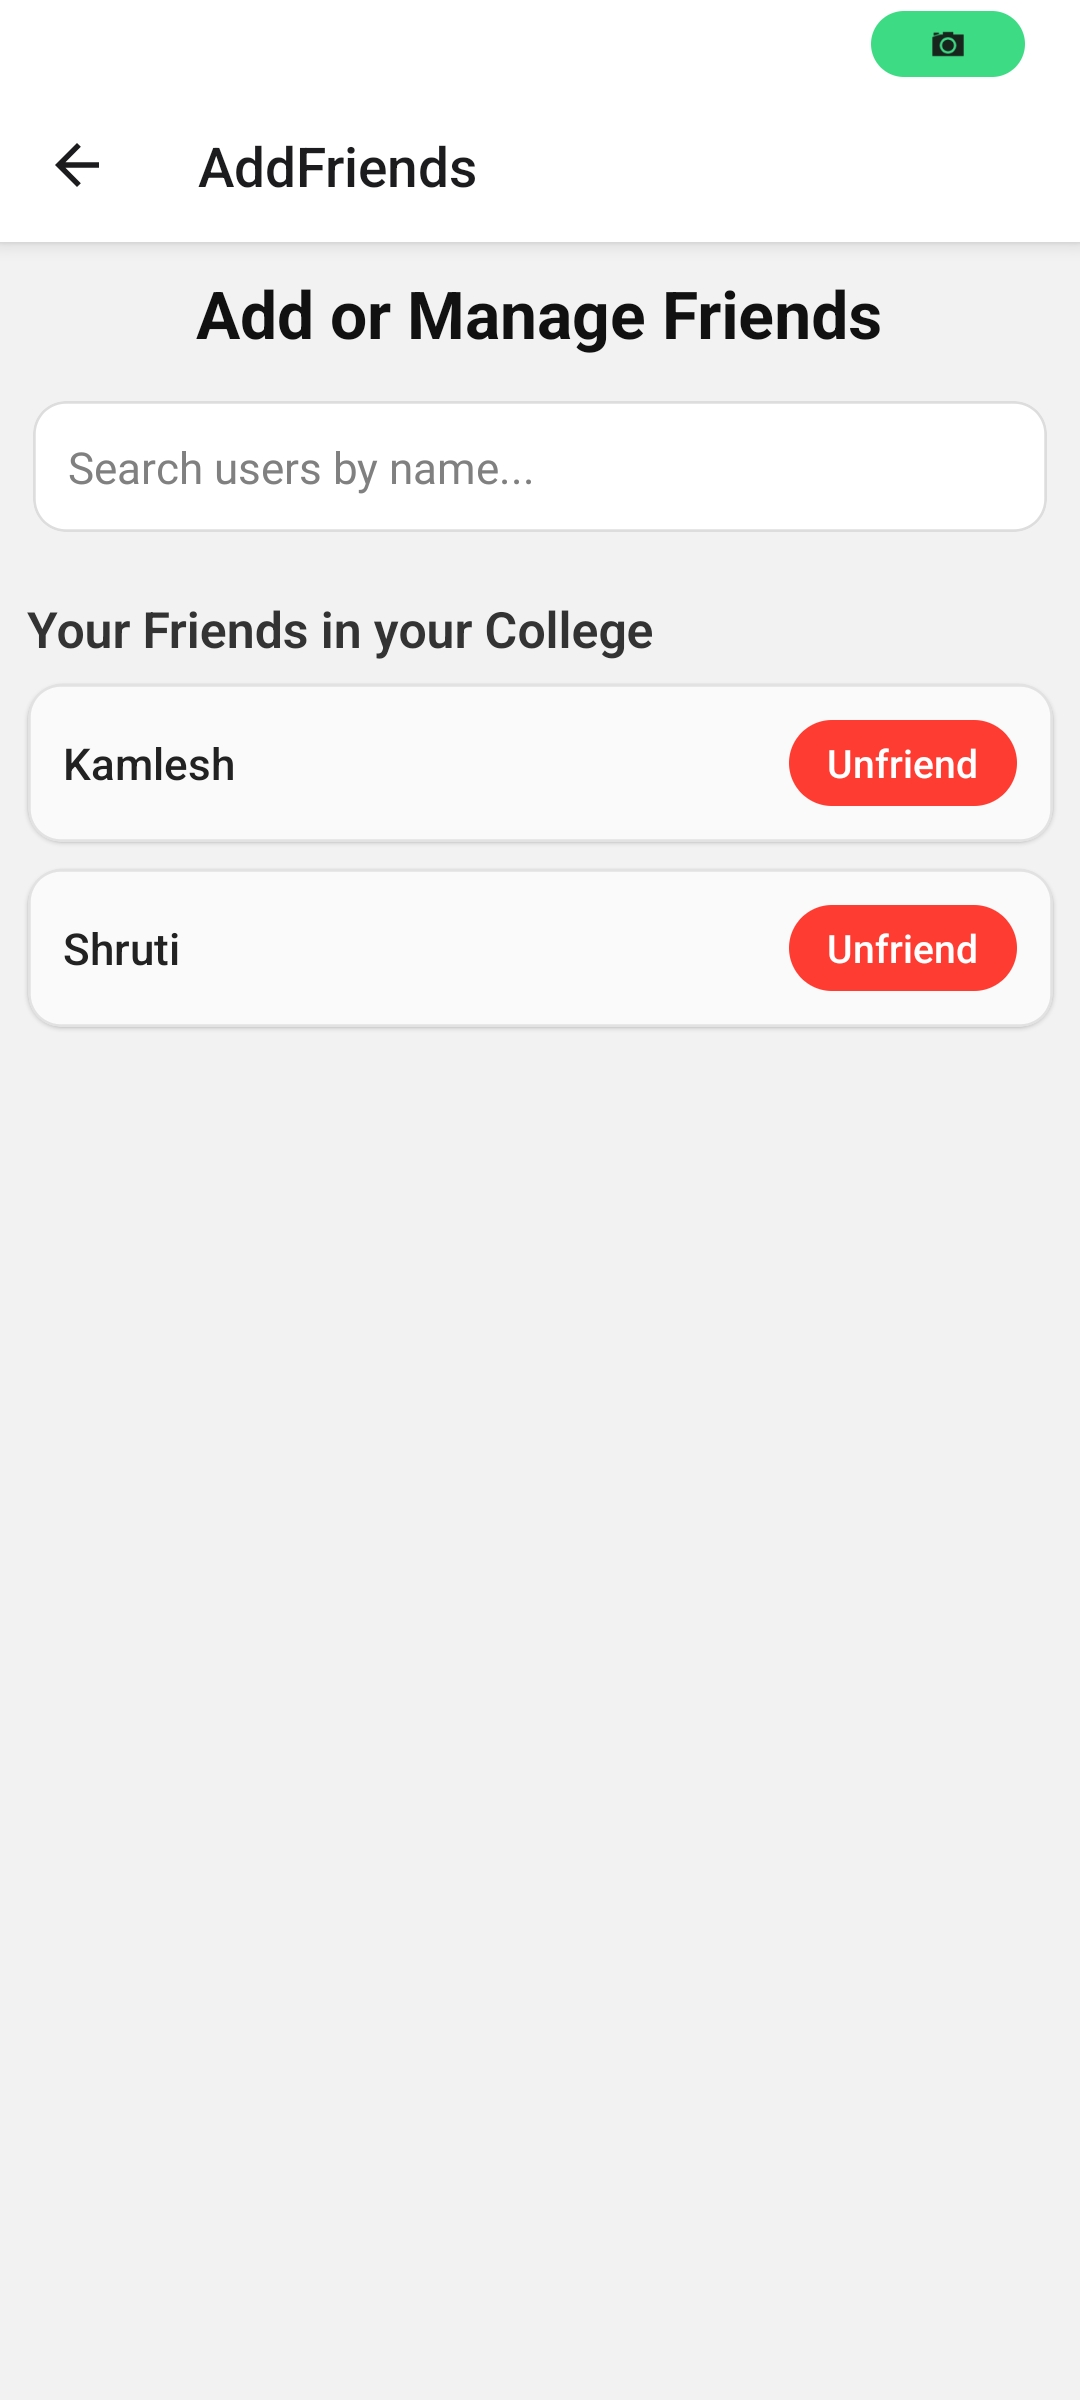 AddFriends
Add or Manage Friends
Search users by name...
Your Friends in your College
Kamlesh
Unfriend
Shruti
Unfriend